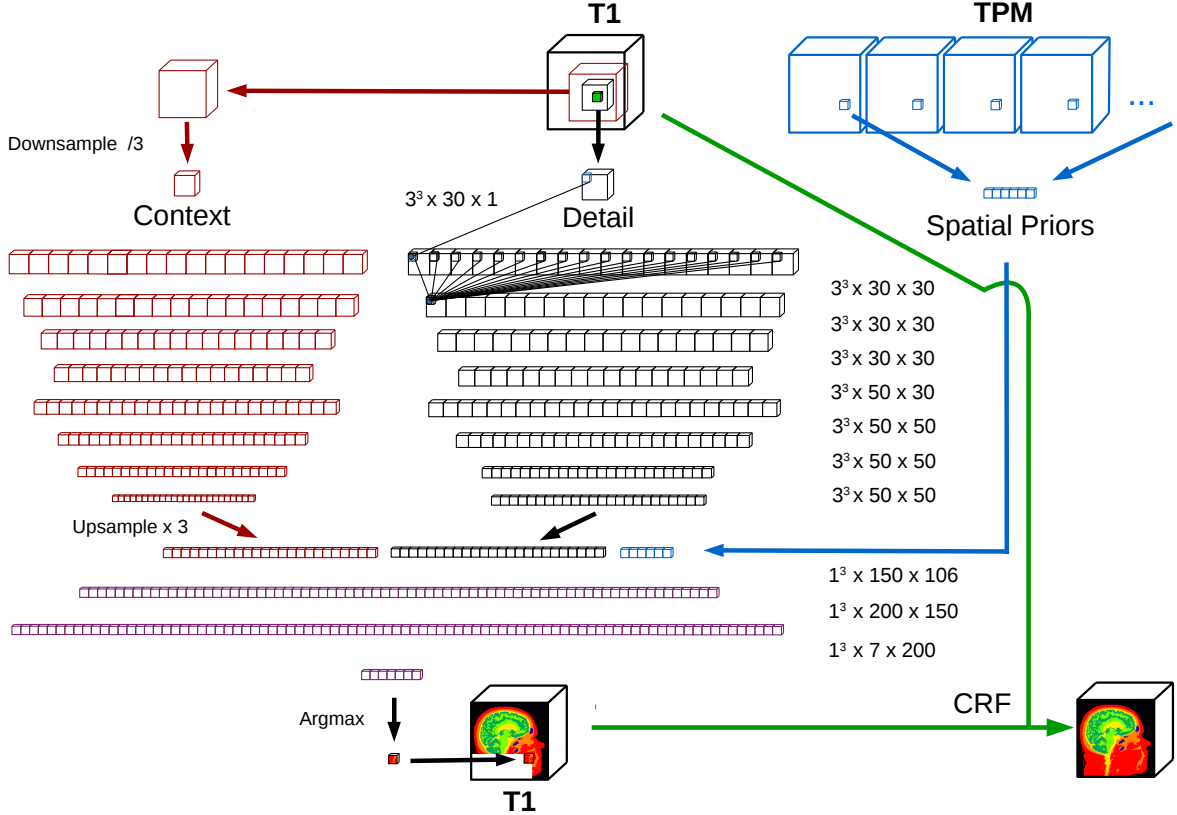 T1
TPM
...
Downsample /3
3³ x 30 x 1
Context
Detail
Spatial Priors
3³ x 30 x 30
3³ x 30 x 30
3³ x 30 x 30
3³ x 50 x 30
3³ x 50 x 50
3³ x 50 x 50
3³ x 50 x 50
Upsample x 3
1³ x 150 x 106
1³ x 200 x 150
1³ x 7 x 200
Argmax
CRF
T1